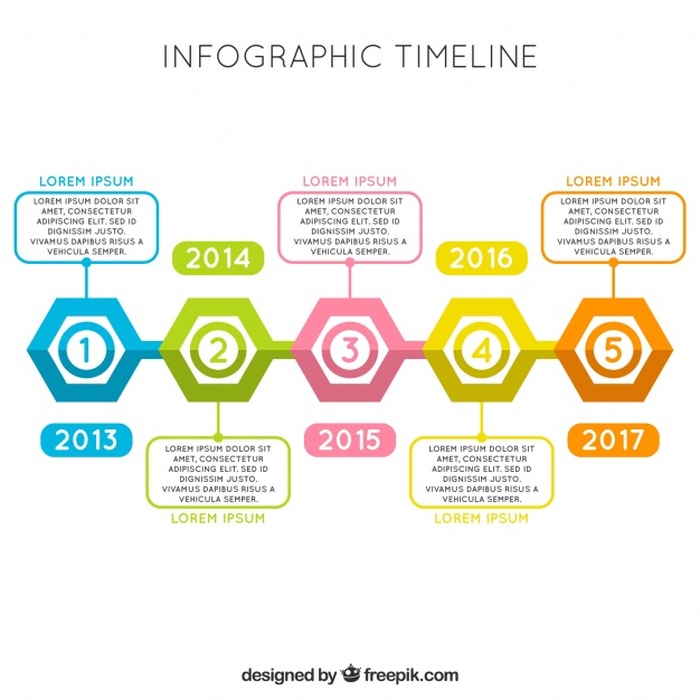 INFOGRAPHIC TIMELINE
LOREM IPSUM
LOREM IPSUM DOLOR SIT
AMET, CONSECTETUR
ADIPISCING ELIT. SED ID
DIGNISSIM JUSTO.
VIVAMUS DAPIBUS RISUS A
VEHICULA SEMPER.
1
2013
2014
2
LOREM IPSUM DOLOR SIT
AMET, CONSECTETUR
ADIPISCING ELIT. SED ID
DIGNISSIM JUSTO.
VIVAMUS DAPIBUS RISUS A
VEHICULA SEMPER.
LOREM IPSUM
LOREM IPSUM
LOREM IPSUM DOLOR SIT
AMET, CONSECTETUR
ADIPISCING ELIT. SED ID
DIGNISSIM JUSTO.
VIVAMUS DAPIBUS RISUS A
VEHICULA SEMPER.
3
2015
2016
4
LOREM IPSUM DOLOR SIT
AMET, CONSECTETUR
ADIPISCING ELIT. SED ID
DIGNISSIM JUSTO.
VIVAMUS DAPIBUS RISUS A
VEHICULA SEMPER.
LOREM IPSUM
LOREM IPSUM
LOREM IPSUM DOLOR SIT
AMET, CONSECTETUR
ADIPISCING ELIT. SED ID
DIGNISSIM JUSTO.
VIVAMUS DAPIBUS RISUS A
VEHICULA SEMPER.
5
2017
designed by freepik.com